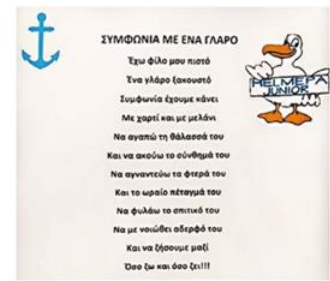 ΣΥΜΦΩΝΙΑ ΜΕ ΕΝΑ ΓΛΑΡΟ
Έχω φίλο μου πιστό
Ένα γλάρο ξακουστό
Συμφωνία έχουμε κάνει
Με χαρτί και με μελάνι
Να αγαπώ τη θάλασσά του
Και να ακούω το σύνθημά του
Να αγναντεύω τα φτερά του
Και το ωραίο πέταγμά του
Να φυλάω το σπιτικό του
Να με νοιώθει αδερφό του
Και να ζήσουμε μαζί
Όσο ζω και όσο ζει!!!
HELMEPA
JUNIOR